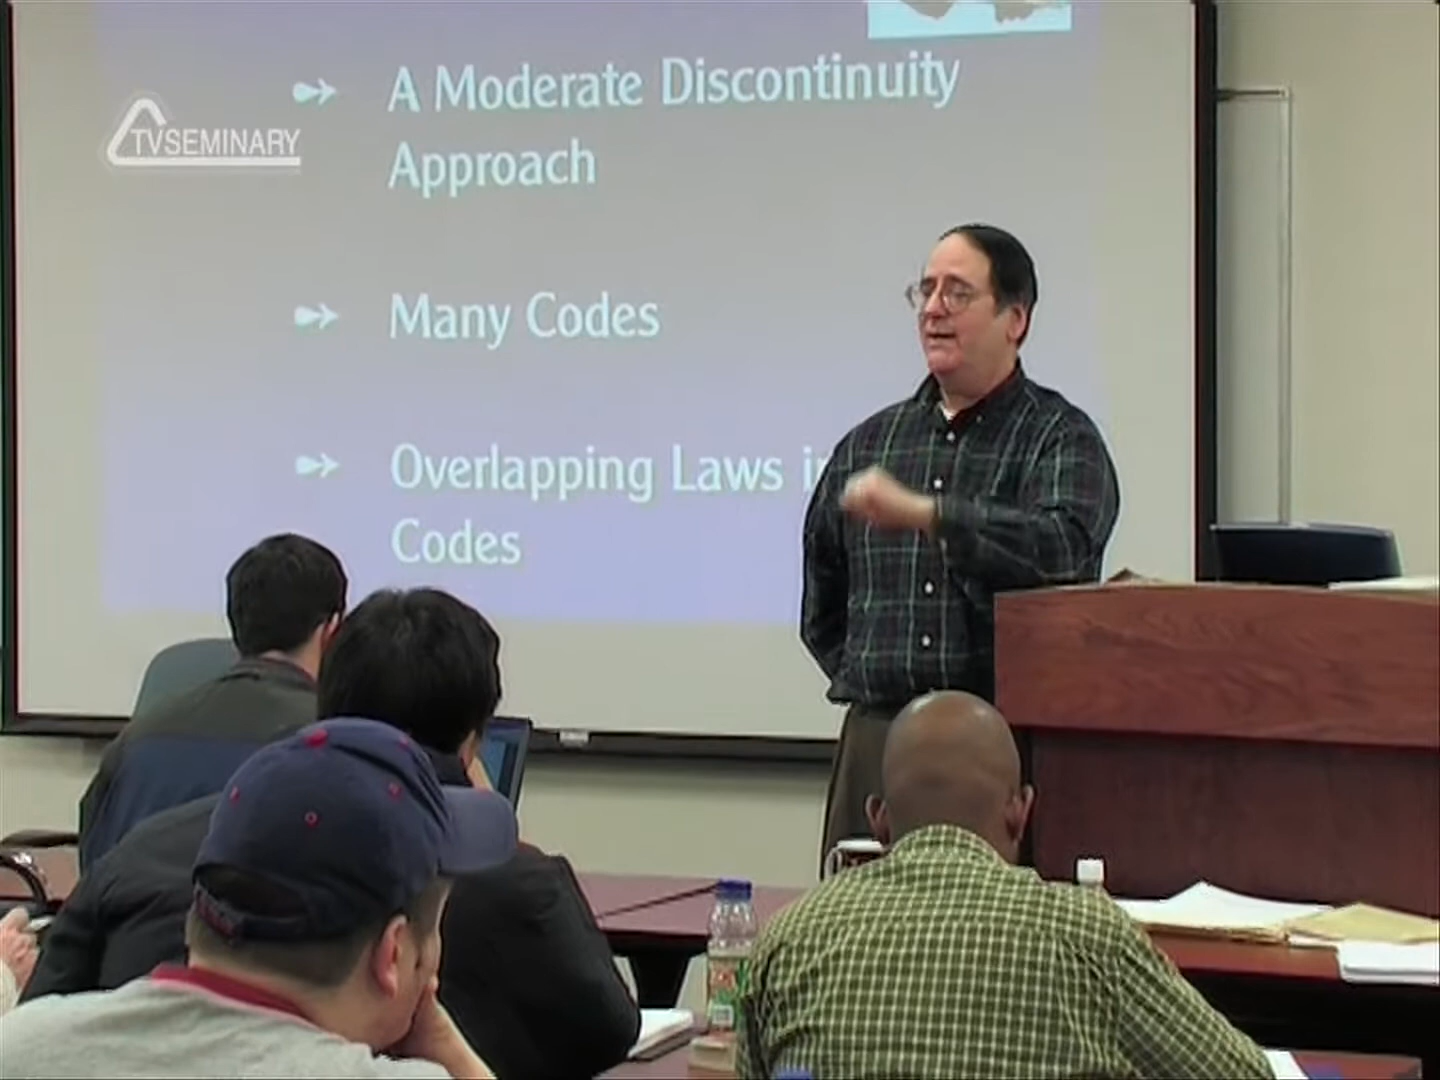 A Moderate Discontinuity
Approach
TVSEMINARY
Many Codes
Overlapping Laws
Codes